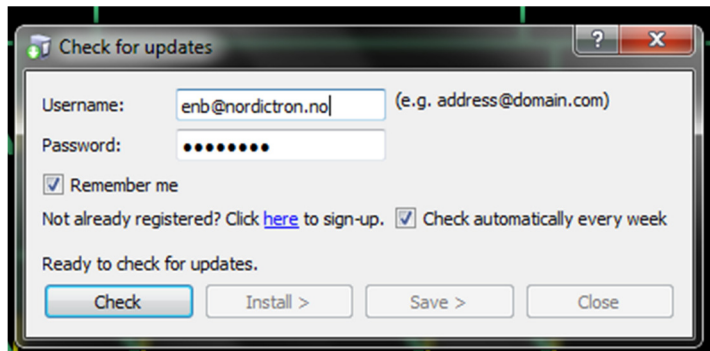 Check for updates
Username: enb@nordictron.no (e.g. address@domain.com)
Password: ••••••••
Remember me
Not already registered? Click here to sign-up. Check automatically every week
Ready to check for updates.
Check Install > Save > Close